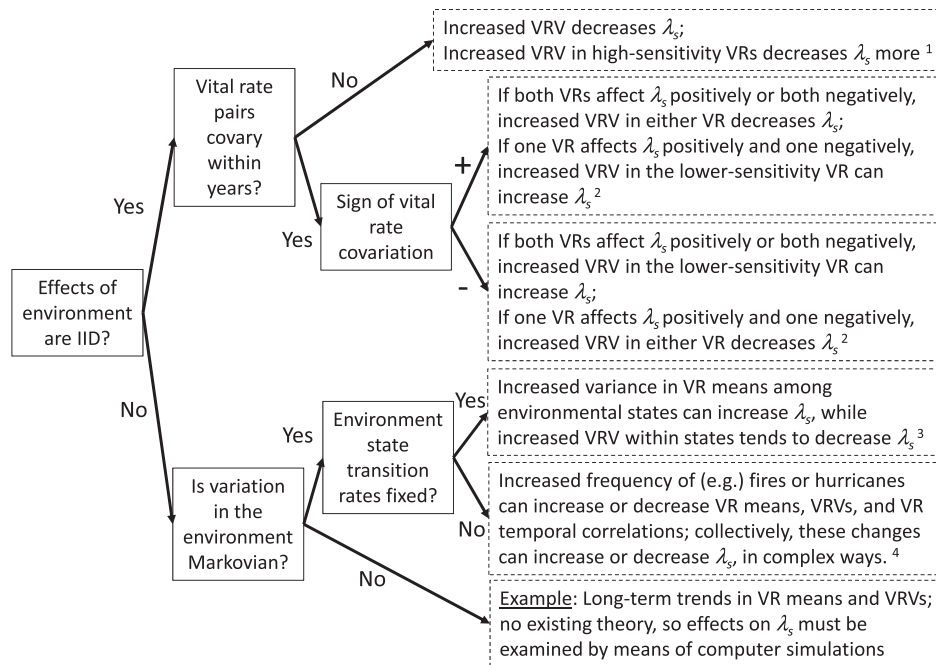 Increased VRV decreases λs;
Increased VRV in high-sensitivity VRs decreases λs more 1
No
Vital rate
pairs
covary
within
years?
If both VRs affect λs positively or both negatively,
increased VRV in either VR decreases λs;
If one VR affects λs positively and one negatively,
increased VRV in the lower-sensitivity VR can
increase λs 2
+
Yes
Yes
Sign of vital
rate
covariation
-
If both VRs affect λs positively or both negatively,
increased VRV in the lower-sensitivity VR can
increase λs;
If one VR affects λs positively and one negatively,
increased VRV in either VR decreases λs 2
Effects of
environment
are IID?
No
Yes
Environment
state
transition
rates fixed?
Yes
Increased variance in VR means among
environmental states can increase λs, while
increased VRV within states tends to decrease λs 3
Is variation
in the
environment
Markovian?
No
Increased frequency of (e.g.) fires or hurricanes
can increase or decrease VR means, VRVs, and VR
temporal correlations; collectively, these changes
can increase or decrease λs, in complex ways. 4
No
Example: Long-term trends in VR means and VRVs;
no existing theory, so effects on λs must be
examined by means of computer simulations